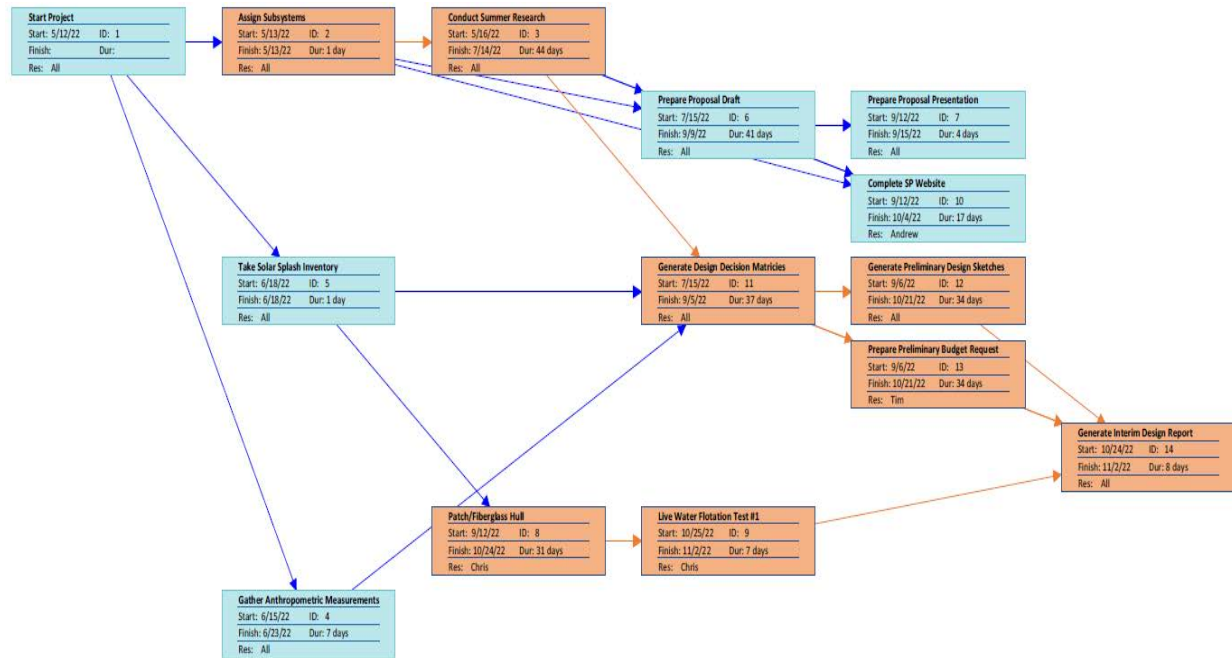 Start Project
Start: 5/12/22 ID: 1
Finish: Dur:
Res: All
Assign Subsystems
Start: 5/13/22 ID: 2
Finish: 5/13/22 Dur: 1 day
Res: All
Conduct Summer Research
Start: 5/16/22 ID: 3
Finish: 7/14/22 Dur: 44 days
Res: All
Prepare Proposal Draft
Start: 7/15/22 ID: 6
Finish: 9/9/22 Dur: 41 days
Res: All
Prepare Proposal Presentation
Start: 9/12/22 ID: 7
Finish: 9/15/22 Dur: 4 days
Res: All
Complete SP Website
Start: 9/12/22 ID: 10
Finish: 10/4/22 Dur: 17 days
Res: Andrew
Take Solar Splash Inventory
Start: 6/18/22 ID: 5
Finish: 6/18/22 Dur: 1 day
Res: All
Generate Design Decision Matricies
Start: 7/15/22 ID: 11
Finish: 9/5/22 Dur: 37 days
Res: All
Generate Preliminary Design Sketches
Start: 9/6/22 ID: 12
Finish: 10/21/22 Dur: 34 days
Res: All
Prepare Preliminary Budget Request
Start: 9/6/22 ID: 13
Finish: 10/21/22 Dur: 34 days
Res: Tim
Generate Interim Design Report
Start: 10/24/22 ID: 14
Finish: 11/2/22 Dur: 8 days
Res: All
Patch/Fiberglass Hull
Start: 9/12/22 ID: 8
Finish: 10/24/22 Dur: 31 days
Res: Chris
Live Water Flotation Test #1
Start: 10/25/22 ID: 9
Finish: 11/2/22 Dur: 7 days
Res: Chris
Gather Anthropometric Measurements
Start: 6/15/22 ID: 4
Finish: 6/23/22 Dur: 7 days
Res: All